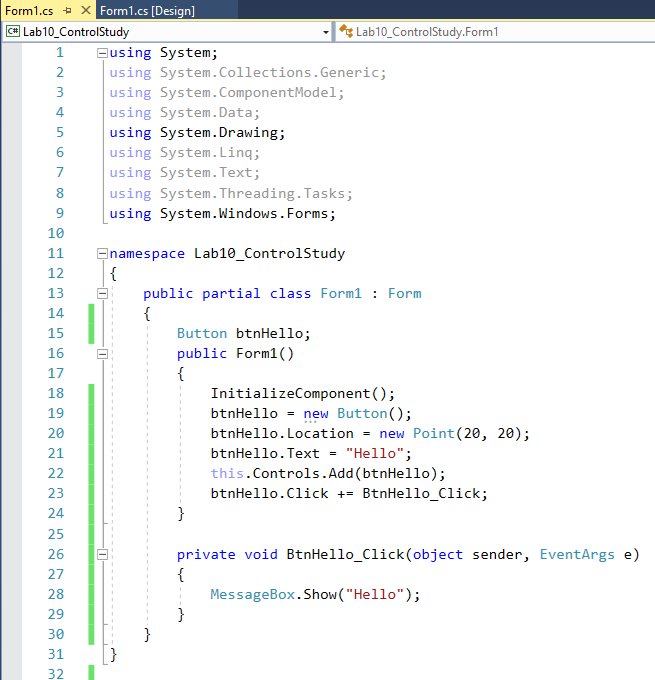 Form1.cs Form1.cs [Design]
C# Lab10_ControlStudy Lab10_ControlStudy.Form1
1 using System;
2 using System.Collections.Generic;
3 using System.ComponentModel;
4 using System.Data;
5 using System.Drawing;
6 using System.Linq;
7 using System.Text;
8 using System.Threading.Tasks;
9 using System.Windows.Forms;
10
11 namespace Lab10_ControlStudy
12 {
13 public partial class Form1 : Form
14 {
15 Button btnHello;
16 public Form1()
17 {
18 InitializeComponent();
19 btnHello = new Button();
20 btnHello.Location = new Point(20, 20);
21 btnHello.Text = "Hello";
22 this.Controls.Add(btnHello);
23 btnHello.Click += BtnHello_Click;
24 }
25
26 private void BtnHello_Click(object sender, EventArgs e)
27 {
28 MessageBox.Show("Hello");
29 }
30 }
31 }
32